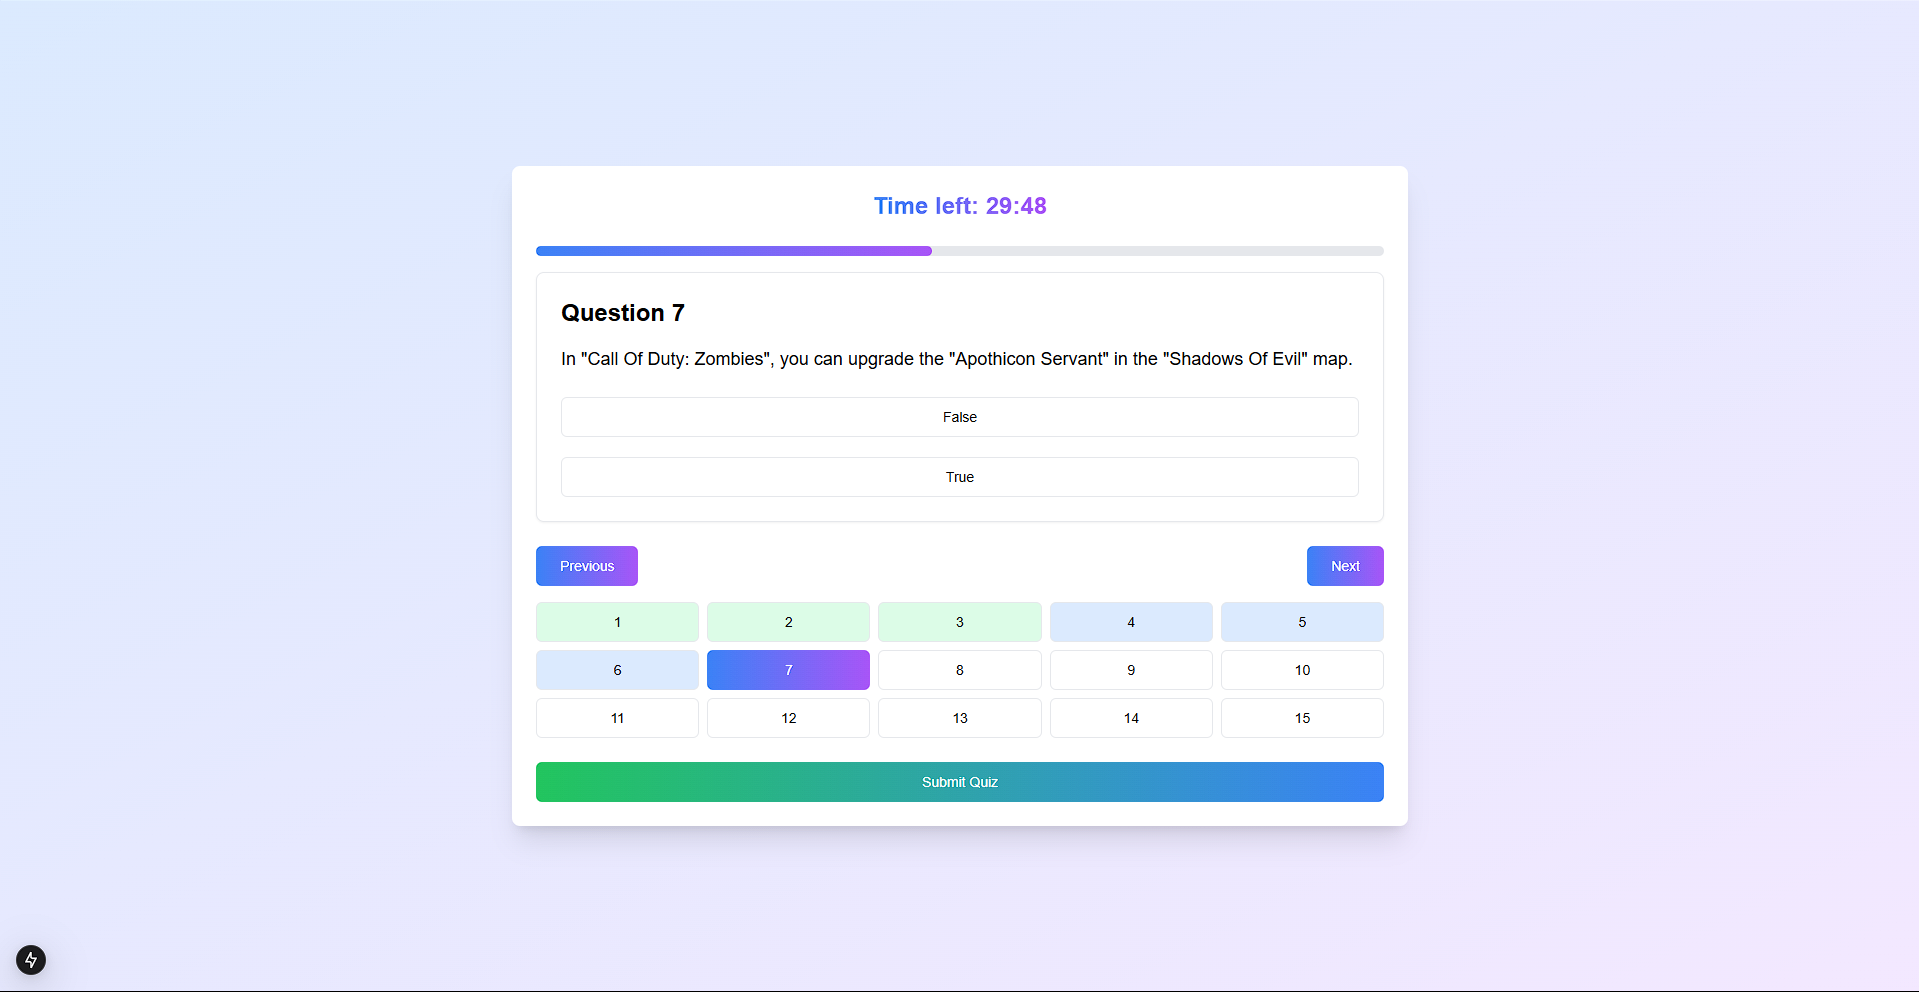 Time left: 29:48
Question 7
In "Call Of Duty: Zombies", you can upgrade the "Apothicon Servant" in the "Shadows Of Evil" map.
False
True
Previous Next
1 2 3 4 5
6 7 8 9 10
11 12 13 14 15
Submit Quiz